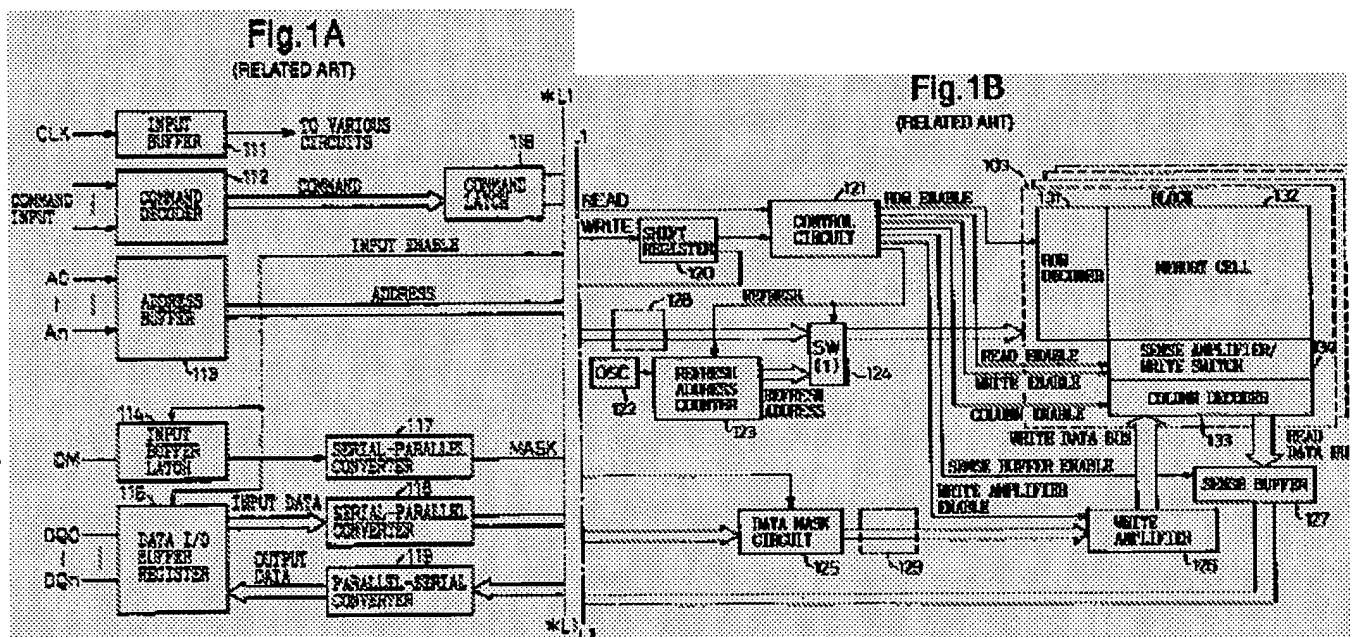 Fig.1A
(RELATED ART)
CLK
INPUT
BUFFER
111
TO VARIOUS
CIRCUITS
COMMAND
INPUT
112
COMMAND
DECODER
COMMAND
COMMAND
LATCH
INPUT ENABLE
A0
An
ADDRESS
BUFFER
113
ADDRESS
114
INPUT
BUFFER
LATCH
117
SERIAL-PARALLEL
CONVERTER
MASK
INPUT DATA
SERIAL-PARALLEL
CONVERTER
DQ0
DQn
DATA I/O
BUFFER
REGISTER
OUTPUT
DATA
119
PARALLEL-SERIAL
CONVERTER
Fig.1B
(RELATED ART)
READ
WRITE
SHIFT
REGISTER
120
121
CONTROL
CIRCUIT
ROW ENABLE
103
131
BLOCK
132
ROW
DECODER
MEMORY CELL
SENSE AMPLIFIER/
WRITE SWITCH
134
COLUMN DECODER
133
128
REFRESH
SW
(1)
124
OSC
122
REFRESH
ADDRESS
COUNTER
123
REFRESH
ADDRESS
READ ENABLE
WRITE ENABLE
COLUMN ENABLE
WRITE DATA BUS
READ
DATA BU
SENSE BUFFER ENABLE
SENSE BUFFER
127
WRITE AMPLIFIER
ENABLE
DATA MASK
CIRCUIT
125
129
WRITE
AMPLIFIER
126